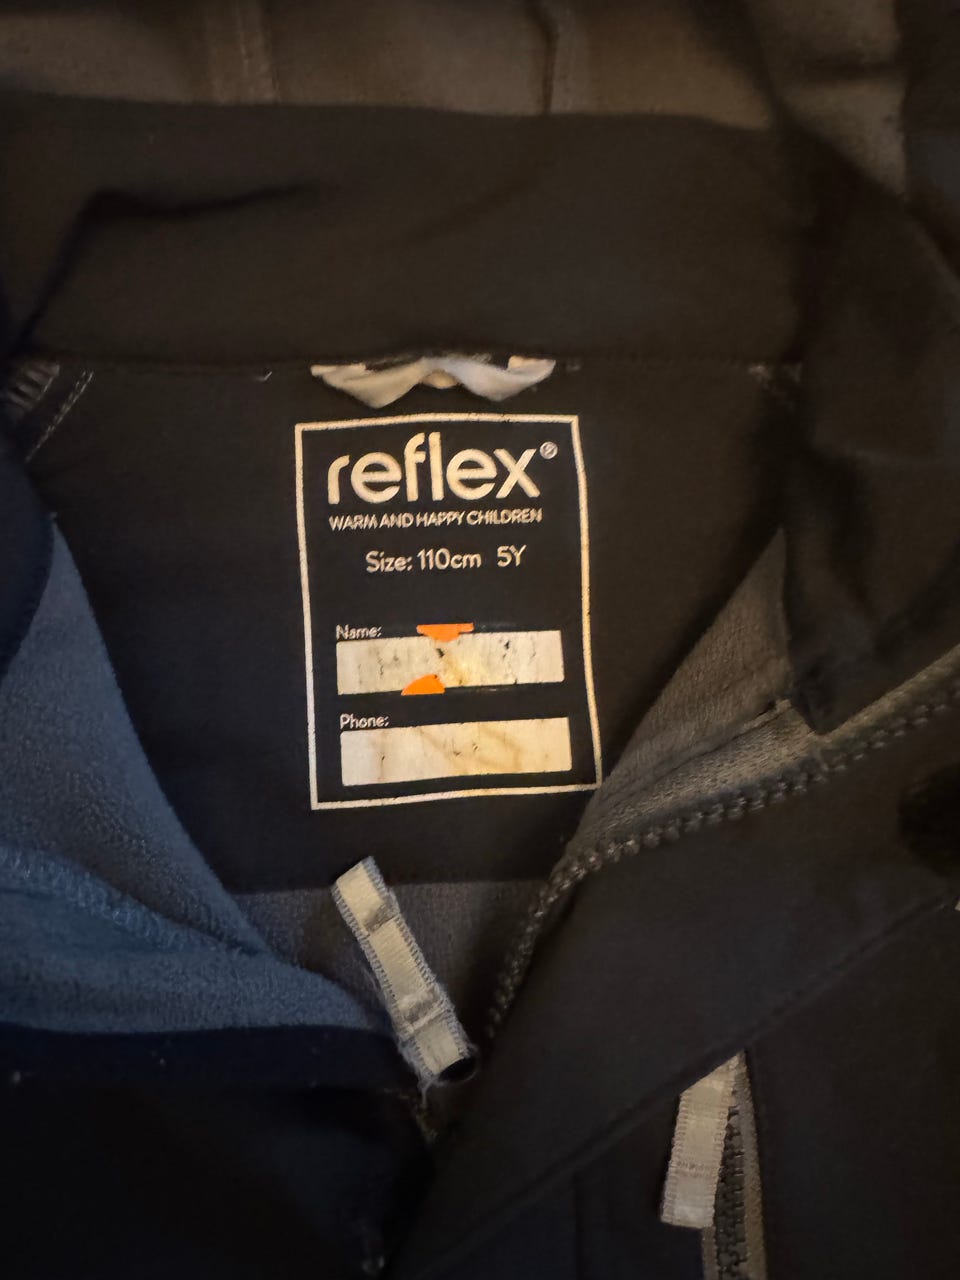 reflex®
WARM AND HAPPY CHILDREN
Size: 110cm 5Y
Name:
Phone: